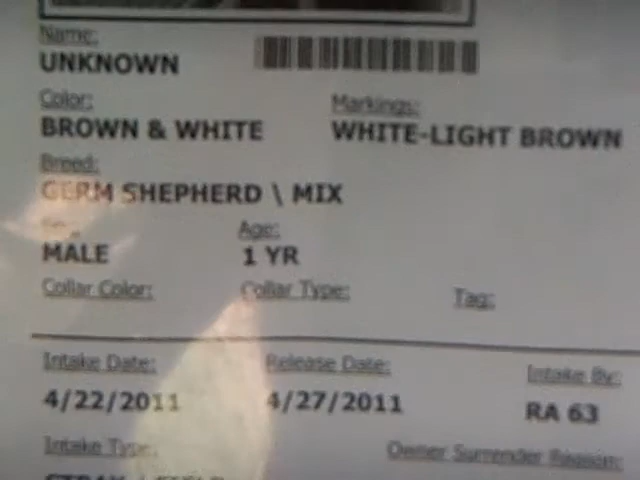 Name:
UNKNOWN
Color: Markings:
BROWN & WHITE WHITE-LIGHT BROWN
Breed:
GERM SHEPHERD \ MIX
Age:
MALE 1 YR
Collar Color: Collar Type: Tag:
Intake Date: Release Date: Intake By:
4/22/2011 4/27/2011 RA 63
Intake Type: Owner Surrender Reason: